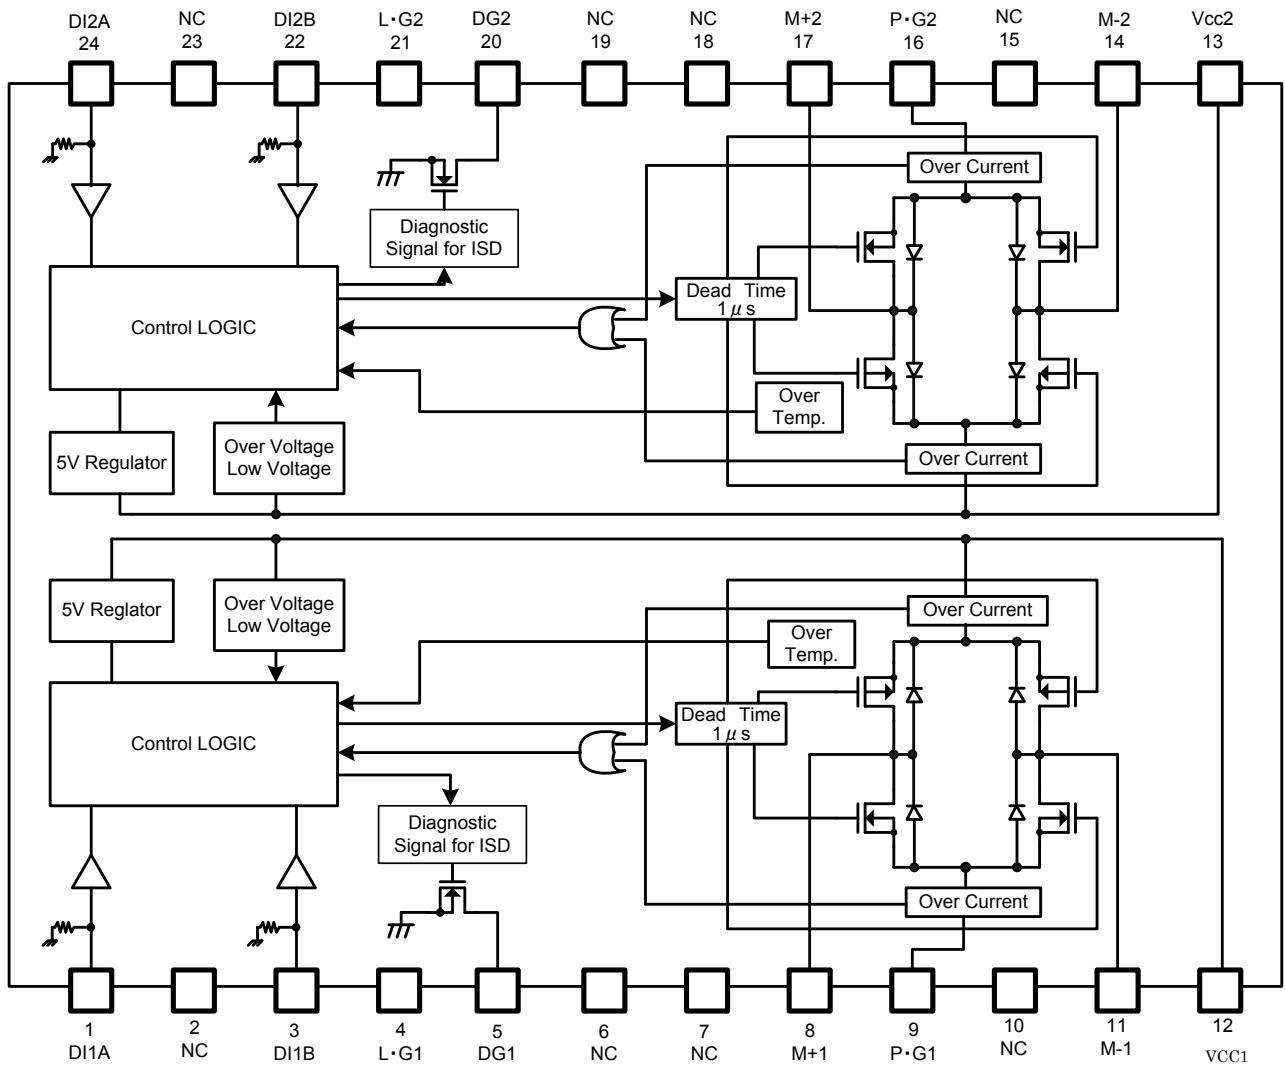 DI2A NC DI2B L・G2 DG2 NC NC M+2 P・G2 NC M-2 Vcc2
24 23 22 21 20 19 18 17 16 15 14 13
Over Current
Diagnostic
Signal for ISD
Dead Time
1μs
Control LOGIC
Over
Temp.
5V Regulator
Over Voltage
Low Voltage
Over Current
5V Reglator
Over Voltage
Low Voltage
Over Current
Over
Temp.
Dead Time
1μs
Control LOGIC
Diagnostic
Signal for ISD
Over Current
1 2 3 4 5 6 7 8 9 10 11 12
DI1A NC DI1B L・G1 DG1 NC NC M+1 P・G1 NC M-1 VCC1